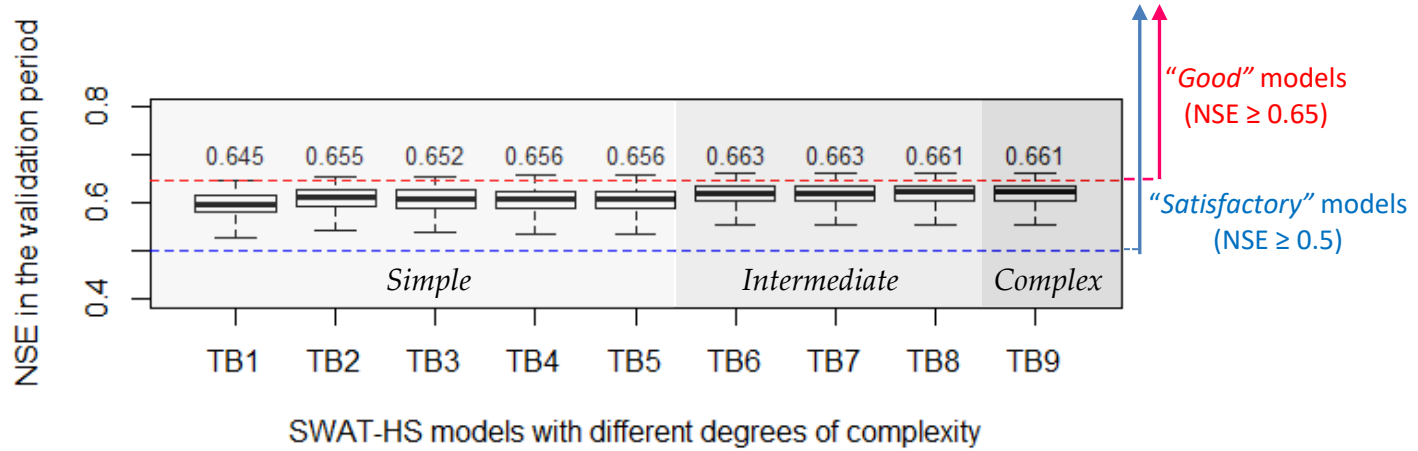 NSE in the validation period
0.8
0.6
0.4
0.645 0.655 0.652 0.656 0.656 0.663 0.663 0.661 0.661
Simple Intermediate Complex
TB1 TB2 TB3 TB4 TB5 TB6 TB7 TB8 TB9
SWAT-HS models with different degrees of complexity
“Good” models
(NSE ≥ 0.65)
“Satisfactory” models
(NSE ≥ 0.5)